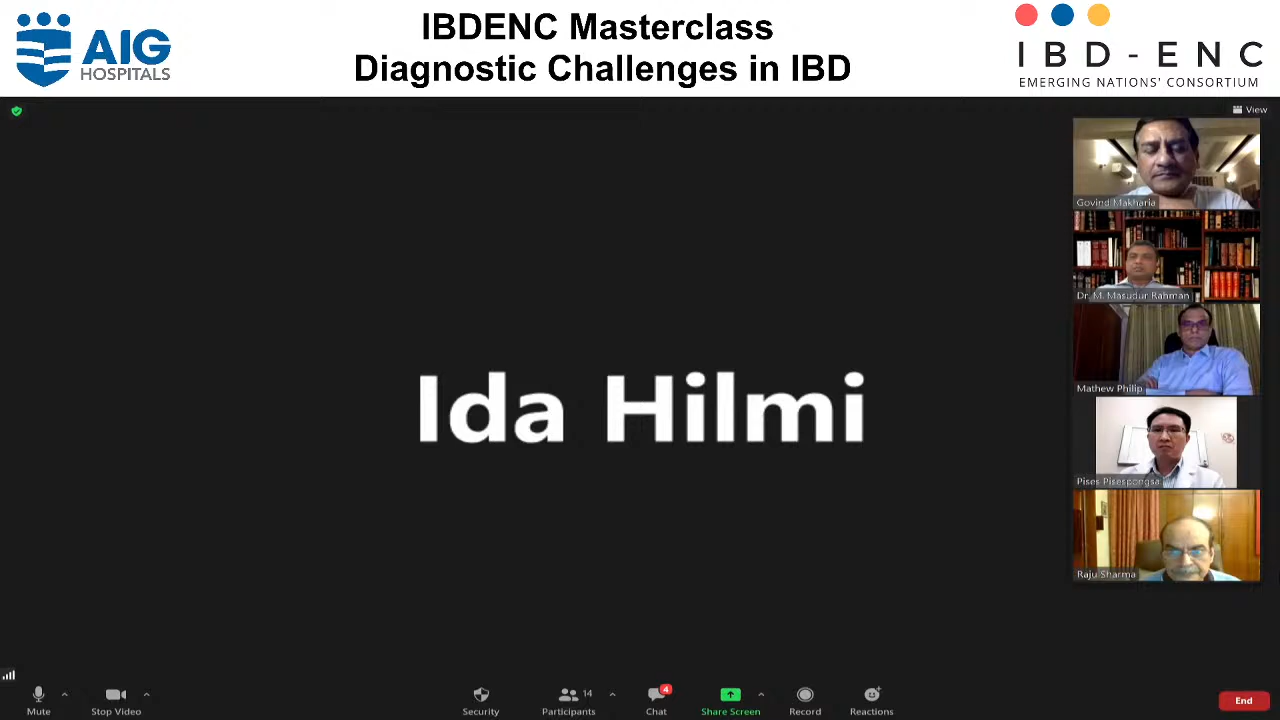 AIG
HOSPITALS
IBDENC Masterclass
Diagnostic Challenges in IBD
IBD-ENC
EMERGING NATIONS' CONSORTIUM
View
Govind Makharia
Dr. M. Masudur Rahman
Mathew Philip
Pises Pisespongsa
Raju Sharma
Ida Hilmi
Mute
Stop Video
Security
Participants
14
Chat
4
Share Screen
Record
Reactions
End